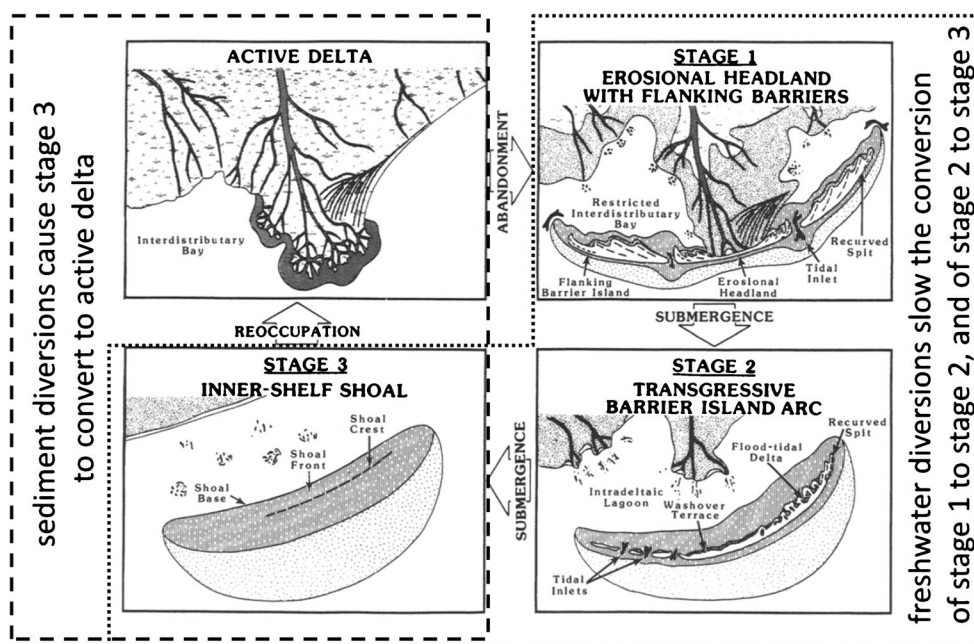 sediment diversions cause stage 3
to convert to active delta
ACTIVE DELTA
Interdistributary
Bay
ABANDONMENT
STAGE 1
EROSIONAL HEADLAND
WITH FLANKING BARRIERS
Restricted
Interdistributary
Bay
Flanking
Barrier Island
Erosional
Headland
Tidal
Inlet
Recurved
Spit
REOCCUPATION
SUBMERGENCE
STAGE 3
INNER-SHELF SHOAL
Shoal
Crest
Shoal
Front
Shoal
Base
SUBMERGENCE
STAGE 2
TRANSGRESSIVE
BARRIER ISLAND ARC
Recurved
Spit
Flood-tidal
Delta
Intradeltaic
Lagoon
Washover
Terrace
Tidal
Inlets
freshwater diversions slow the conversion
of stage 1 to stage 2, and of stage 2 to stage 3